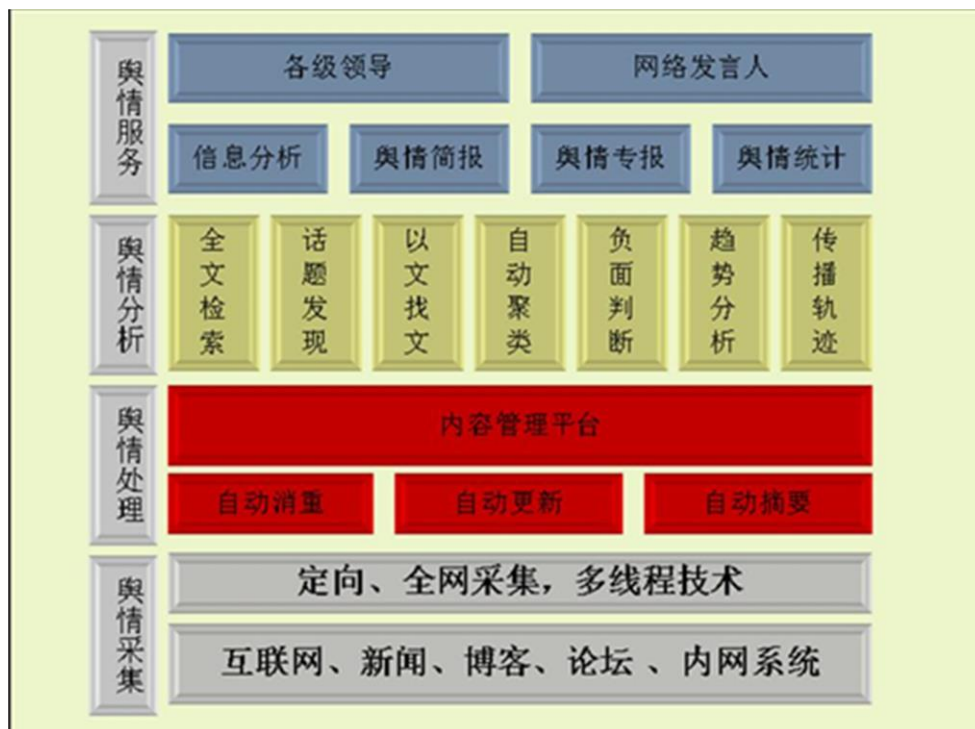 舆情服务
各级领导
网络发言人
信息分析
舆情简报
舆情专报
舆情统计
舆情分析
全文检索
话题发现
以文找文
自动聚类
负面判断
趋势分析
传播轨迹
舆情处理
内容管理平台
自动消重
自动更新
自动摘要
舆情采集
定向、全网采集，多线程技术
互联网、新闻、博客、论坛、内网系统